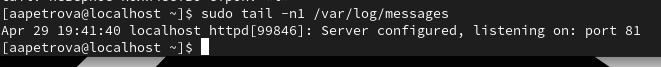 [aapetrova@localhost ~]$ sudo tail -n1 /var/log/messages
Apr 29 19:41:40 localhost httpd[99846]: Server configured, listening on: port 81
[aapetrova@localhost ~]$